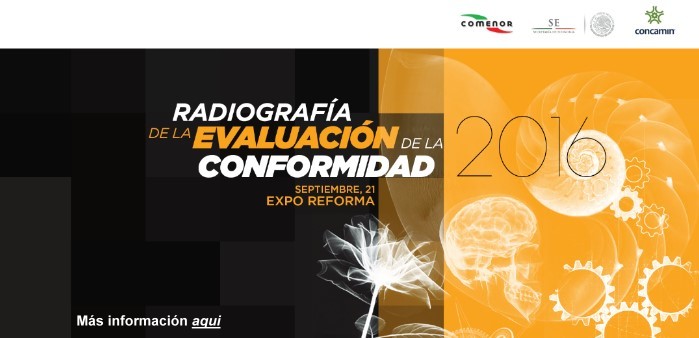 COMENOR
SE
concamin
RADIOGRAFÍA
DE LA EVALUACIÓN DE LA
CONFORMIDAD
2016
SEPTIEMBRE, 21
EXPO REFORMA
Más información aqui